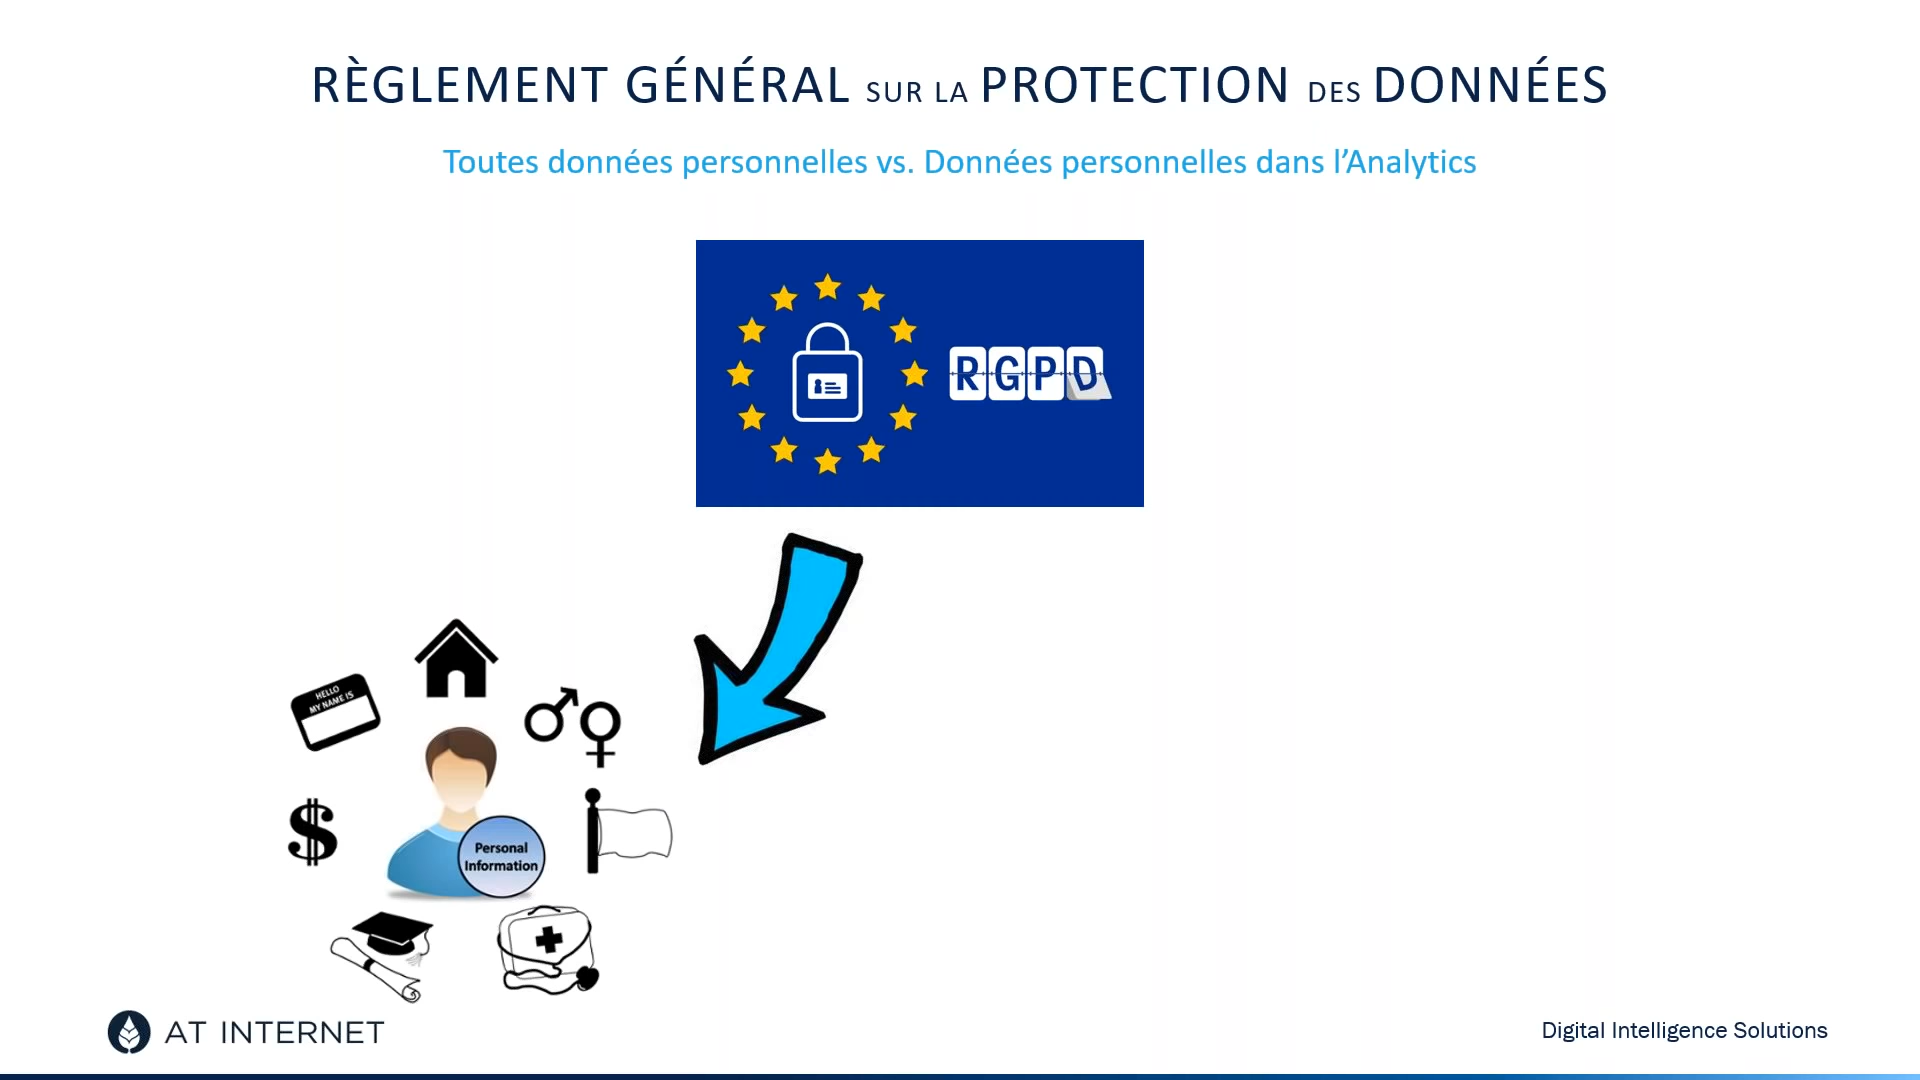 RÈGLEMENT GÉNÉRAL SUR LA PROTECTION DES DONNÉES
Toutes données personnelles vs. Données personnelles dans l’Analytics
RGPD
HELLO
MY NAME IS
$
Personal
Information
AT INTERNET
Digital Intelligence Solutions